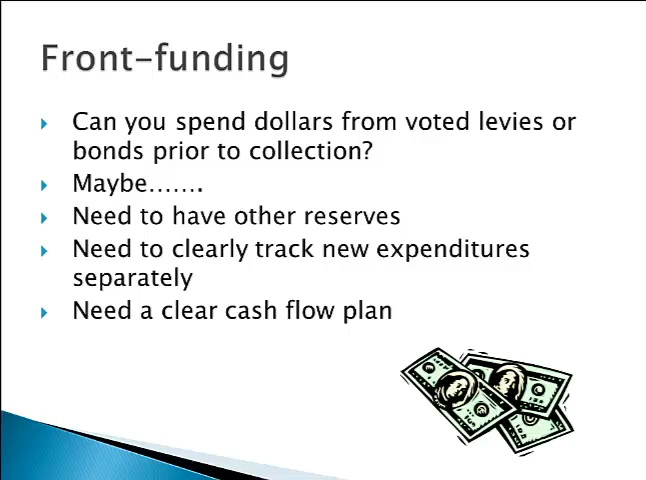 Front-funding
Can you spend dollars from voted levies or
bonds prior to collection?
Maybe…….
Need to have other reserves
Need to clearly track new expenditures
separately
Need a clear cash flow plan